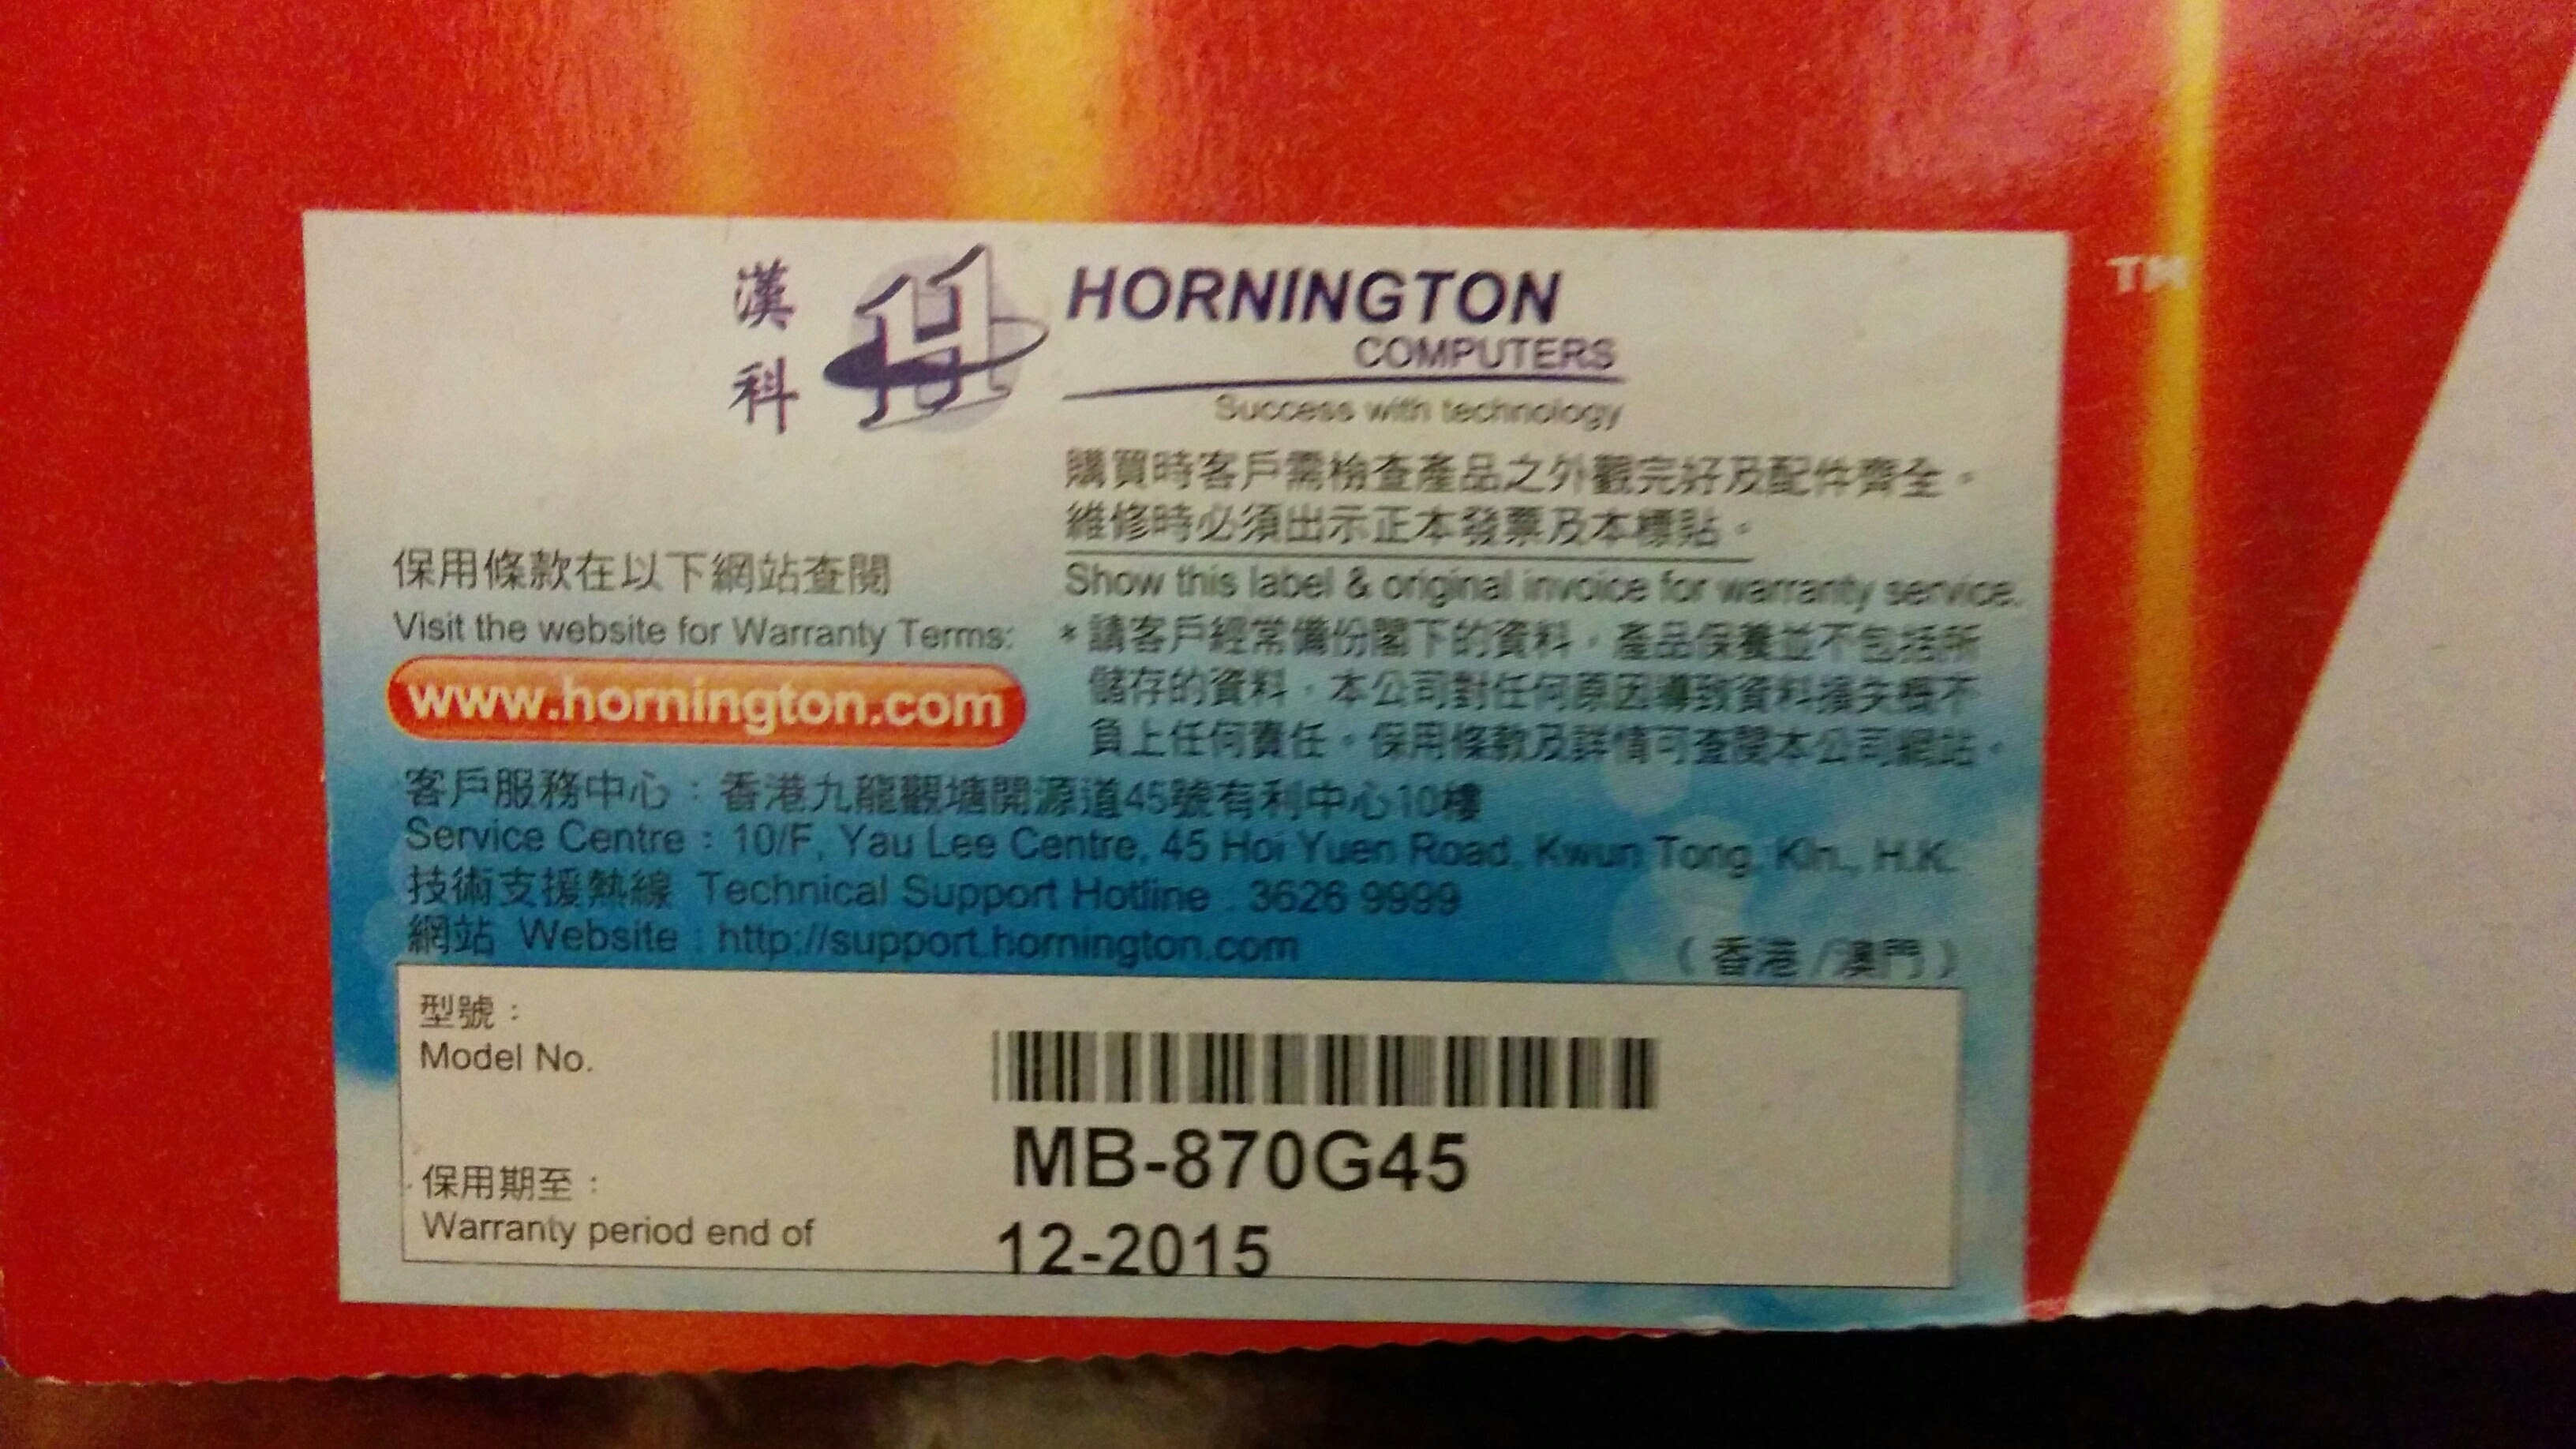 漢科
HORNINGTON
COMPUTERS
Success with technology
購買時客戶需檢查產品之外觀完好及配件齊全。
維修時必須出示正本發票及本標貼。
Show this label & original invoice for warranty service.
*請客戶經常備份閣下的資料，產品保養並不包括所
儲存的資料，本公司對任何原因導致資料損失概不
負上任何責任。保用條款及詳情可查閱本公司網站。
保用條款在以下網站查閱
Visit the website for Warranty Terms:
www.hornington.com
客戶服務中心：香港九龍觀塘開源道45號有利中心10樓
Service Centre : 10/F, Yau Lee Centre, 45 Hoi Yuen Road, Kwun Tong, Kln., H.K.
技術支援熱線 Technical Support Hotline : 3626 9999
網站 Website : http://support.hornington.com
（香港/澳門）
型號：
Model No.
MB-870G45
保用期至：
Warranty period end of
12-2015
TM